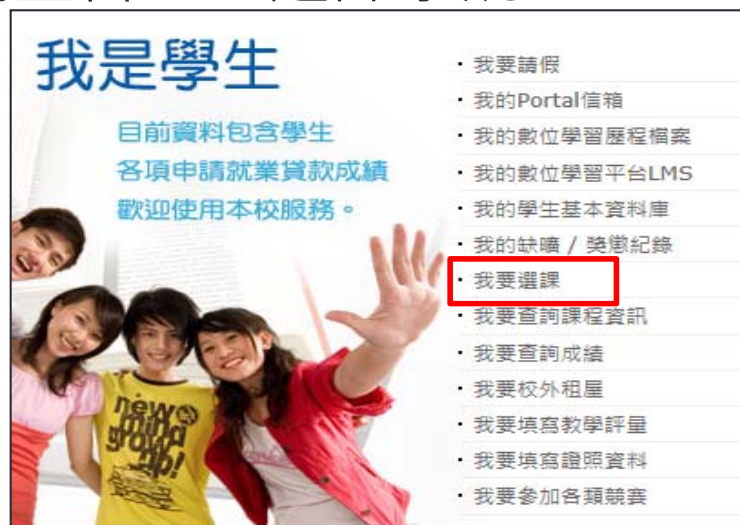 我是學生
目前資料包含學生
各項申請就業貸款成績
歡迎使用本校服務。
・我要請假
・我的Portal信箱
・我的數位學習歷程檔案
・我的數位學習平台LMS
・我的學生基本資料庫
・我的缺曠 / 獎懲紀錄
・我要選課
・我要查詢課程資訊
・我要查詢成績
・我要校外租屋
・我要填寫教學評量
・我要填寫證照資料
・我要參加各類競賽
new
mind
grow
up!